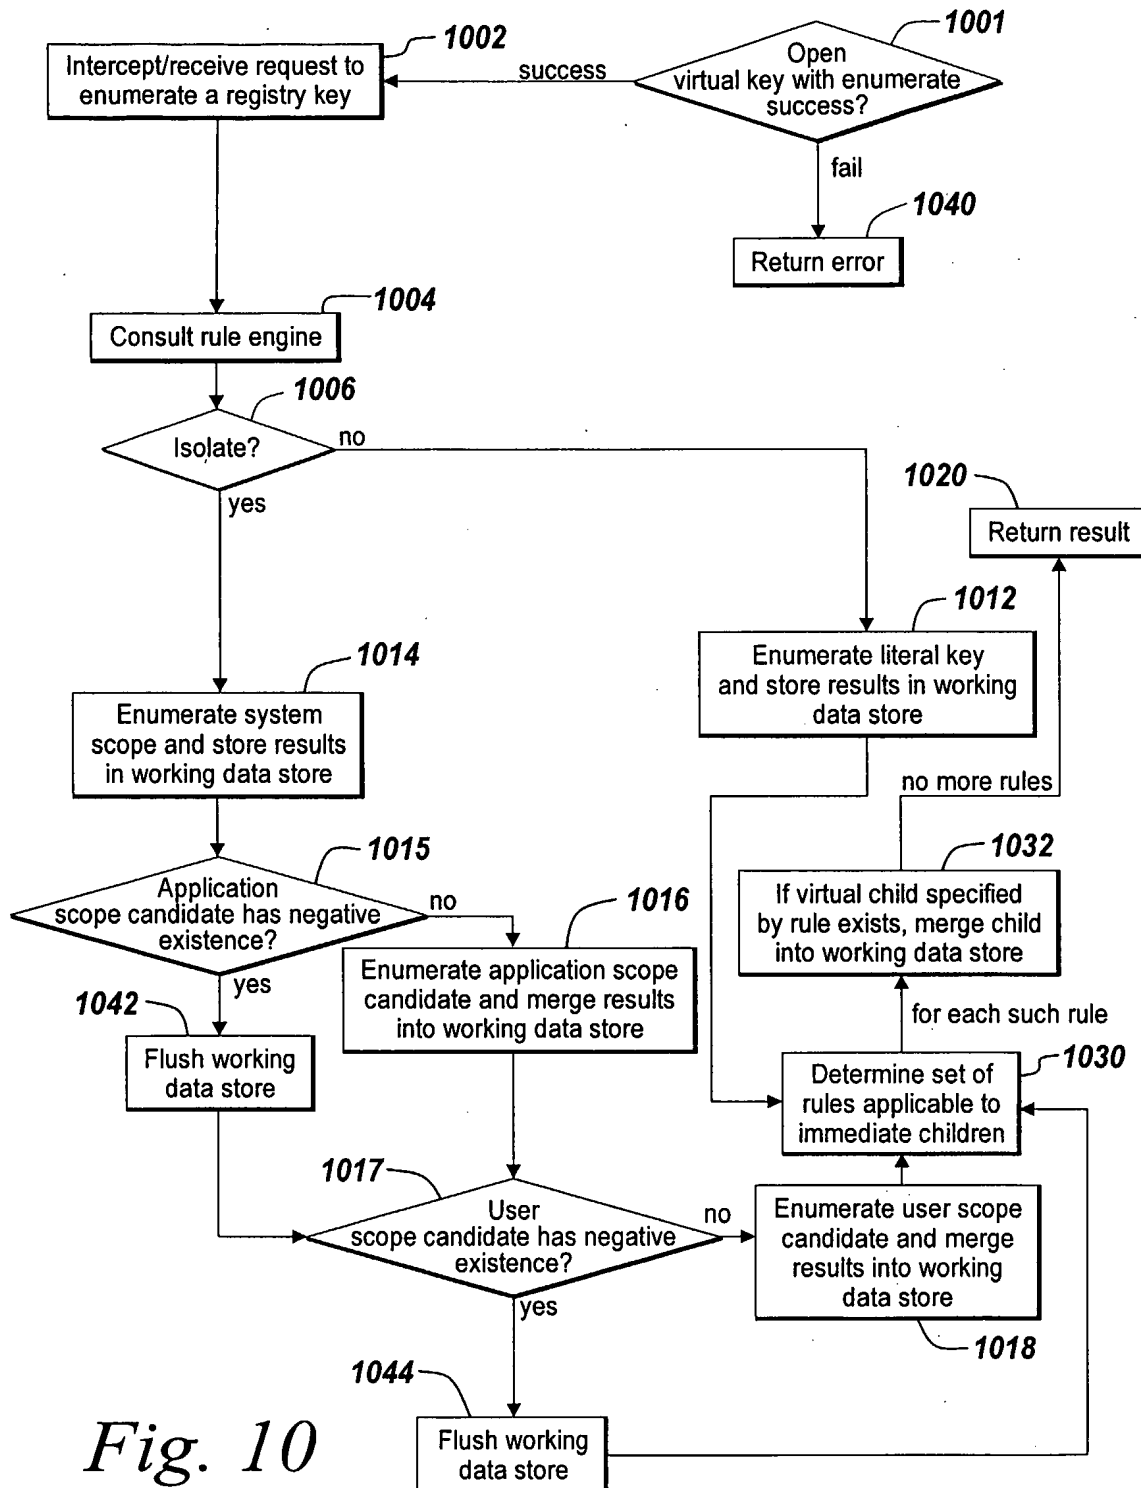 1002
1001
Intercept/receive request to
enumerate a registry key
success
Open
virtual key with enumerate
success?
fail
1040
Return error
1004
Consult rule engine
1006
Isolate?
no
yes
1020
Return result
1012
Enumerate literal key
and store results in working
data store
1014
Enumerate system
scope and store results
in working data store
no more rules
1015
Application
scope candidate has negative
existence?
no
yes
1016
Enumerate application scope
candidate and merge results
into working data store
1032
If virtual child specified
by rule exists, merge child
into working data store
for each such rule
1042
Flush working
data store
1030
Determine set of
rules applicable to
immediate children
1017
User
scope candidate has negative
existence?
no
yes
Enumerate user scope
candidate and merge
results into working
data store
1018
1044
Flush working
data store
Fig. 10